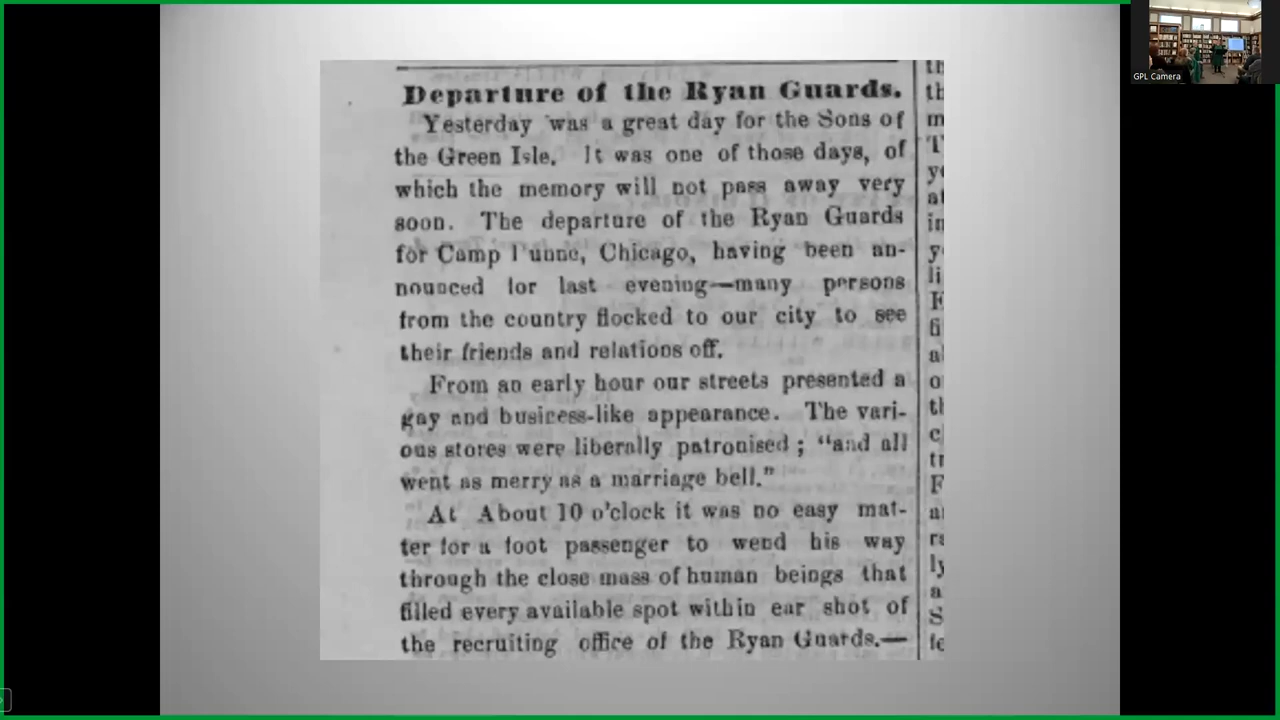 Departure of the Ryan Guards.
Yesterday was a great day for the Sons of
the Green Isle. It was one of those days, of
which the memory will not pass away very
soon. The departure of the Ryan Guards
for Camp Dunne, Chicago, having been an-
nounced for last evening—many persons
from the country flocked to our city to see
their friends and relations off.
From an early hour our streets presented a
gay and business-like appearance. The vari-
ous stores were liberally patronised ; "and all
went as merry as a marriage bell."
At About 10 o'clock it was no easy mat-
ter for a foot passenger to wend his way
through the close mass of human beings that
filled every available spot within ear shot of
the recruiting office of the Ryan Guards.—
GPL Camera